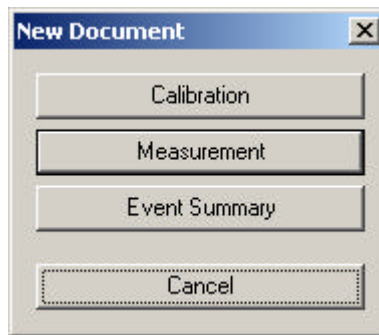 New Document
Calibration
Measurement
Event Summary
Cancel